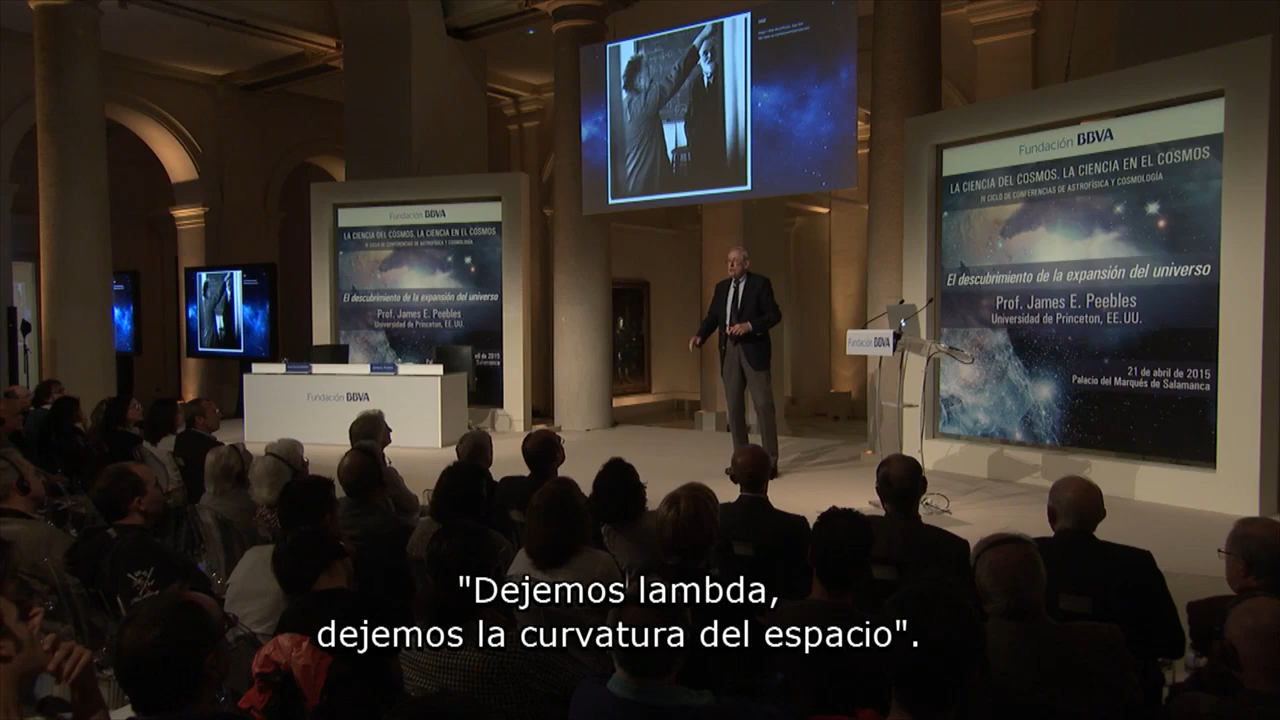 Fundación BBVA
LA CIENCIA DEL COSMOS. LA CIENCIA EN EL COSMOS
IV CICLO DE CONFERENCIAS DE ASTROFÍSICA Y COSMOLOGÍA
El descubrimiento de la expansión del universo
Prof. James E. Peebles
Universidad de Princeton, EE.UU.
21 de abril de 2015
Palacio del Marqués de Salamanca
Fundación BBVA
LA CIENCIA DEL COSMOS. LA CIENCIA EN EL COSMOS
IV CICLO DE CONFERENCIAS DE ASTROFÍSICA Y COSMOLOGÍA
El descubrimiento de la expansión del universo
Prof. James E. Peebles
Universidad de Princeton, EE.UU.
il de 2015
Salamanca
Fundación BBVA
Fundación BBVA
"Dejemos lambda,
dejemos la curvatura del espacio".